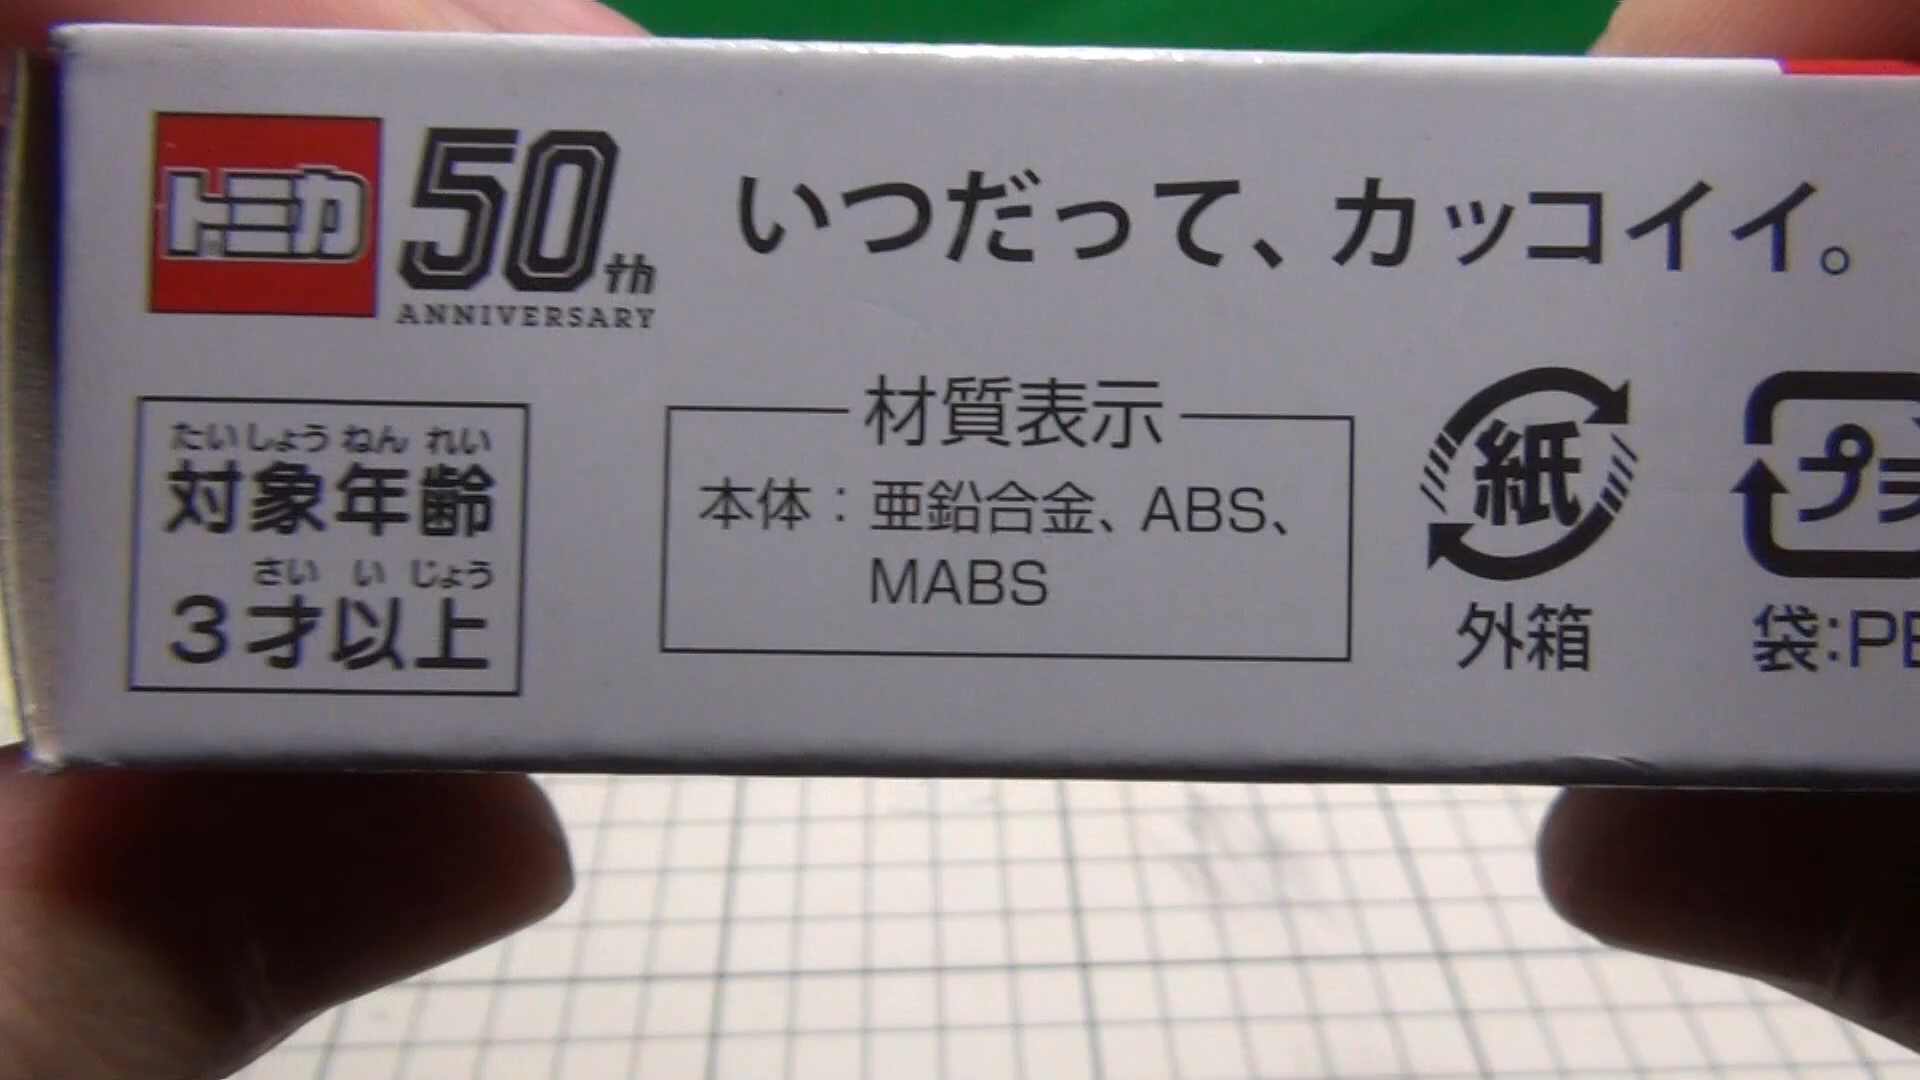 トミカ 50th
ANNIVERSARY
いつだって、カッコイイ。
たいしょう ねん れい
対象年齢
さい い じょう
3才以上
材質表示
本体：亜鉛合金、ABS、
MABS
紙
外箱
プラ
袋:PE